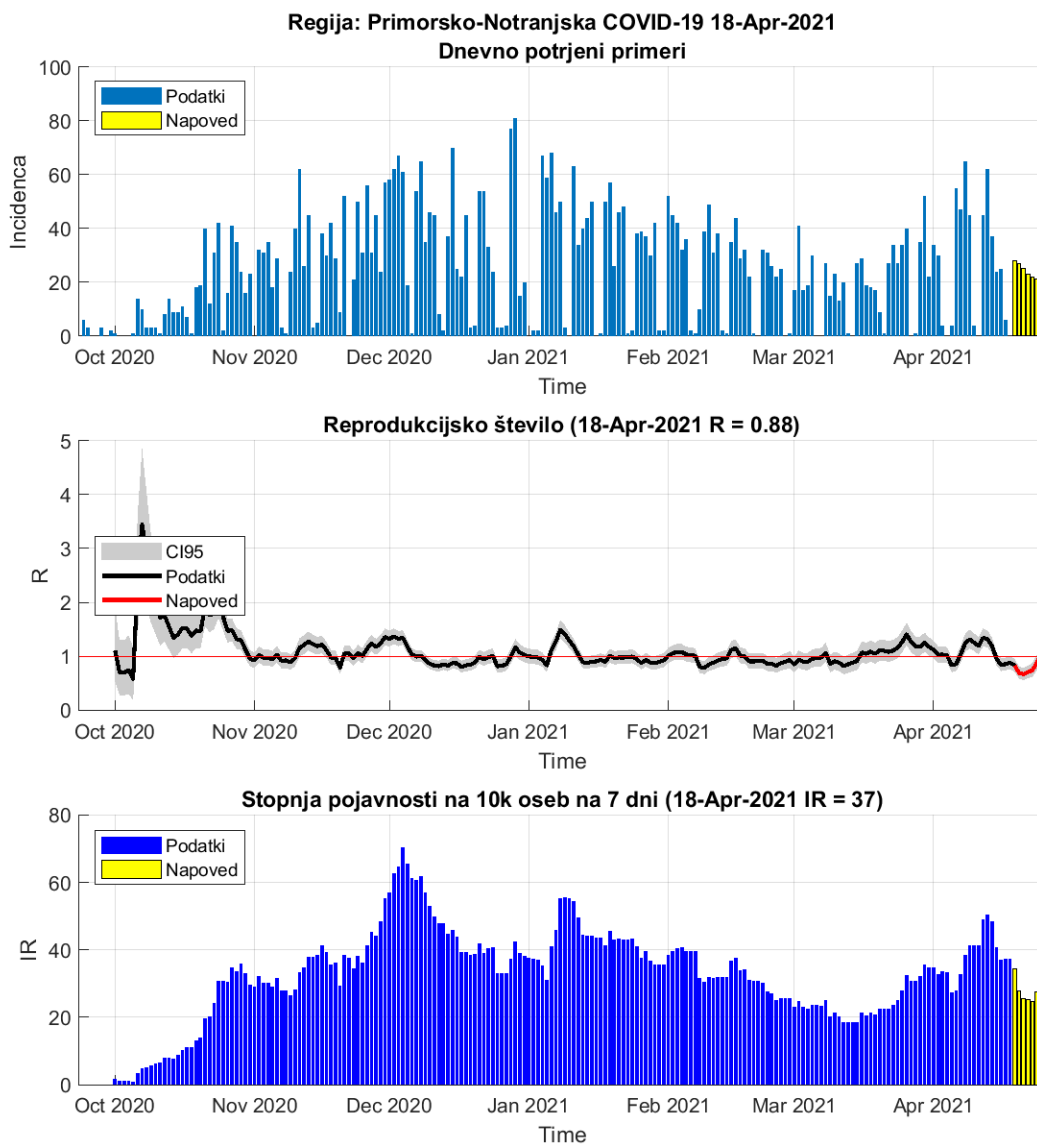 Regija: Primorsko-Notranjska COVID-19 18-Apr-2021
Dnevno potrjeni primeri
100
80
60
40
20
0
Incidenca
Podatki
Napoved
Oct 2020 Nov 2020 Dec 2020 Jan 2021 Feb 2021 Mar 2021 Apr 2021
Time
Reprodukcijsko število (18-Apr-2021 R = 0.88)
5
4
3
2
1
0
R
CI95
Podatki
Napoved
Oct 2020 Nov 2020 Dec 2020 Jan 2021 Feb 2021 Mar 2021 Apr 2021
Time
Stopnja pojavnosti na 10k oseb na 7 dni (18-Apr-2021 IR = 37)
80
60
40
20
0
IR
Podatki
Napoved
Oct 2020 Nov 2020 Dec 2020 Jan 2021 Feb 2021 Mar 2021 Apr 2021
Time